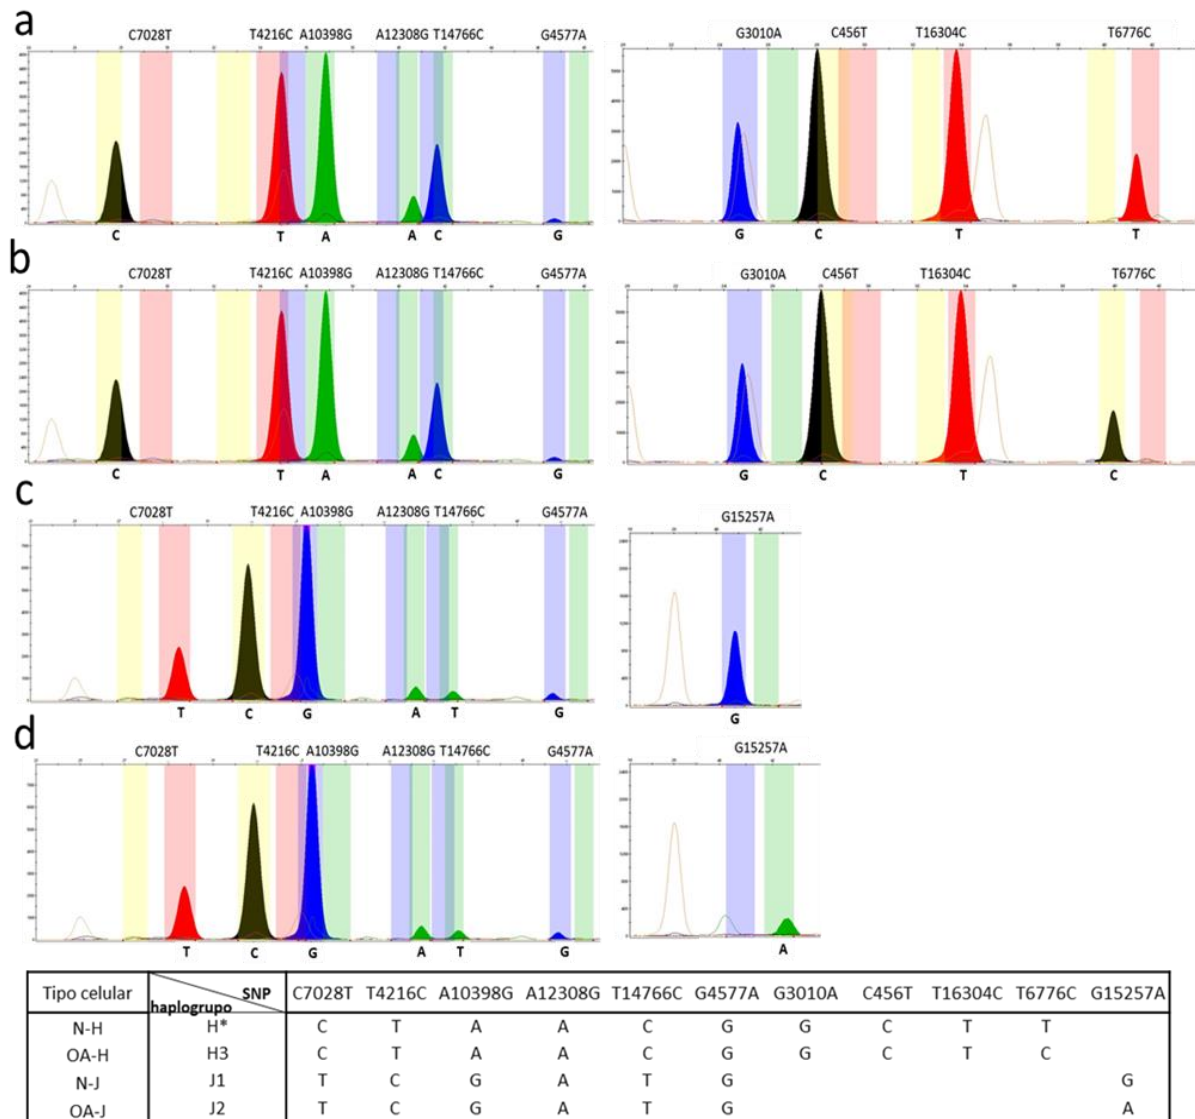 a
C7028T T4216C A10398G A12308G T14766C G4577A
C T A A C G
G3010A C456T T16304C T6776C
G C T T
b
C7028T T4216C A10398G A12308G T14766C G4577A
C T A A C G
G3010A C456T T16304C T6776C
G C T C
c
C7028T T4216C A10398G A12308G T14766C G4577A
T C G A T G
G15257A
G
d
C7028T T4216C A10398G A12308G T14766C G4577A
T C G A T G
G15257A
A
Tipo celular haplogrupo SNP C7028T T4216C A10398G A12308G T14766C G4577A G3010A C456T T16304C T6776C G15257A
N-H H* C T A A C G G C T T
OA-H H3 C T A A C G G C T C
N-J J1 T C G A T G G
OA-J J2 T C G A T G A